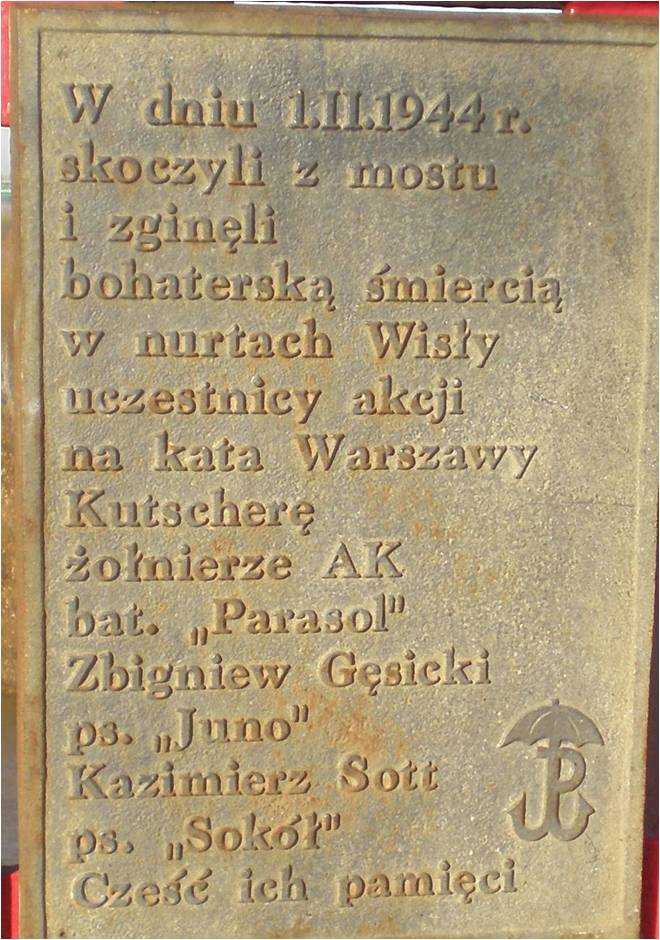 W dniu 1.II.1944 r.
skoczyli z mostu
i zginęli
bohaterską śmiercią
w nurtach Wisły
uczestnicy akcji
na kata Warszawy
Kutscherę
żołnierze AK
bat. „Parasol”
Zbigniew Gęsicki
ps. „Juno”
Kazimierz Sott
ps. „Sokół”
Cześć ich pamięci